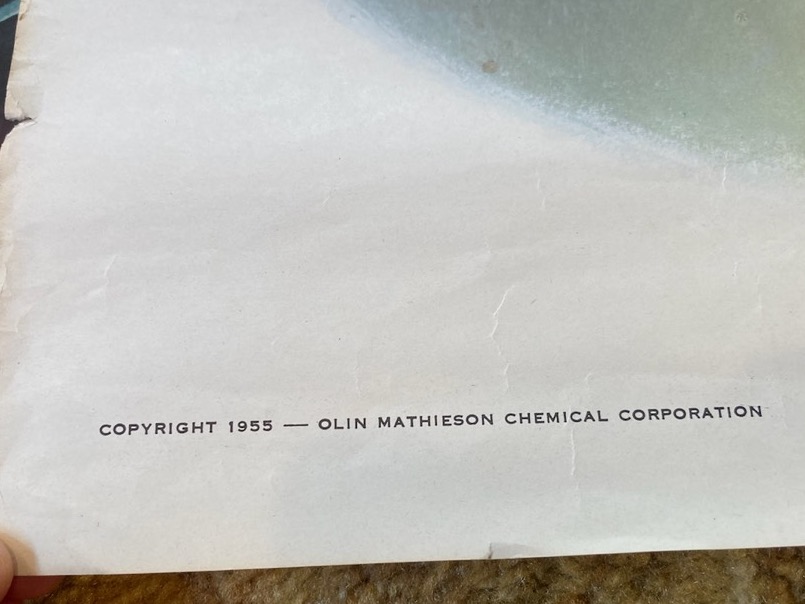 COPYRIGHT 1955 — OLIN MATHIESON CHEMICAL CORPORATION